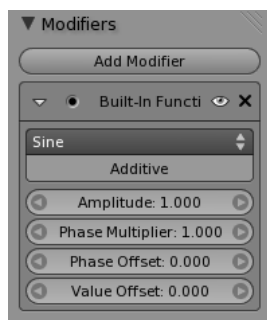 Modifiers
Add Modifier
Built-In Functi
Sine
Additive
Amplitude: 1.000
Phase Multiplier: 1.000
Phase Offset: 0.000
Value Offset: 0.000